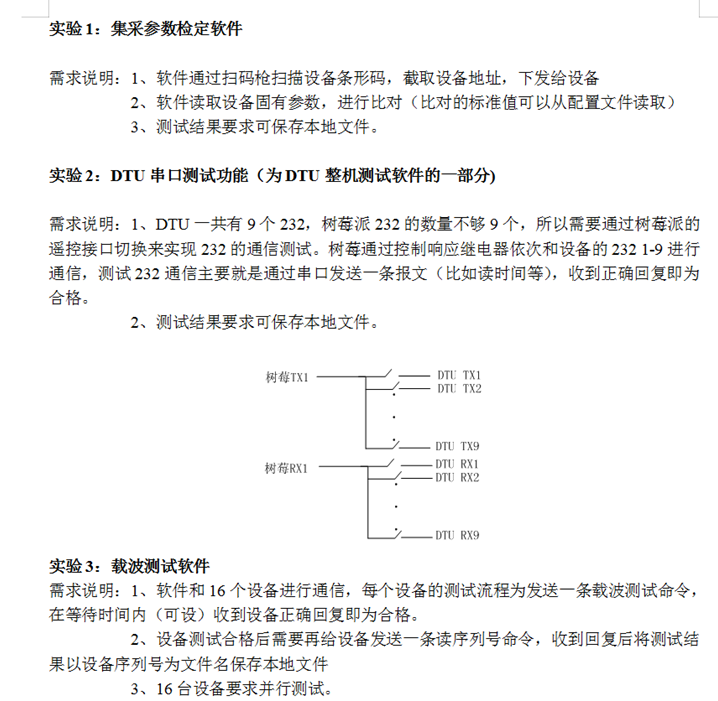 实验 1：集采参数检定软件
需求说明：1、软件通过扫码枪扫描设备条形码，截取设备地址，下发给设备
2、软件读取设备固有参数，进行比对（比对的标准值可以从配置文件读取）
3、测试结果要求可保存本地文件。
实验 2：DTU 串口测试功能（为 DTU 整机测试软件的一部分)
需求说明：1、DTU 一共有 9 个 232，树莓派 232 的数量不够 9 个，所以需要通过树莓派的
遥控接口切换来实现 232 的通信测试。树莓通过控制响应继电器依次和设备的 232 1-9 进行
通信，测试 232 通信主要就是通过串口发送一条报文（比如读时间等），收到正确回复即为
合格。
2、测试结果要求可保存本地文件。
树莓TX1
DTU TX1
DTU TX2
DTU TX9
树莓RX1
DTU RX1
DTU RX2
DTU RX9
实验 3：载波测试软件
需求说明：1、软件和 16 个设备进行通信，每个设备的测试流程为发送一条载波测试命令，
在等待时间内（可设）收到设备正确回复即为合格。
2、设备测试合格后需要再给设备发送一条读序列号命令，收到回复后将测试结
果以设备序列号为文件名保存本地文件
3、16 台设备要求并行测试。